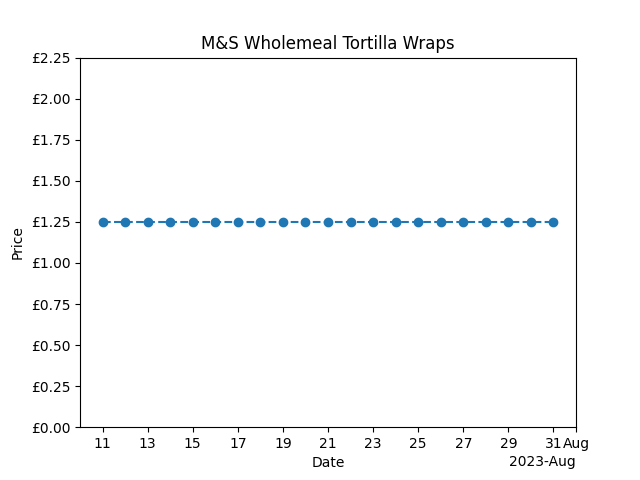 M&S Wholemeal Tortilla Wraps
£2.25
£2.00
£1.75
£1.50
£1.25
£1.00
£0.75
£0.50
£0.25
£0.00
Price
11 13 15 17 19 21 23 25 27 29 31 Aug
Date
2023-Aug